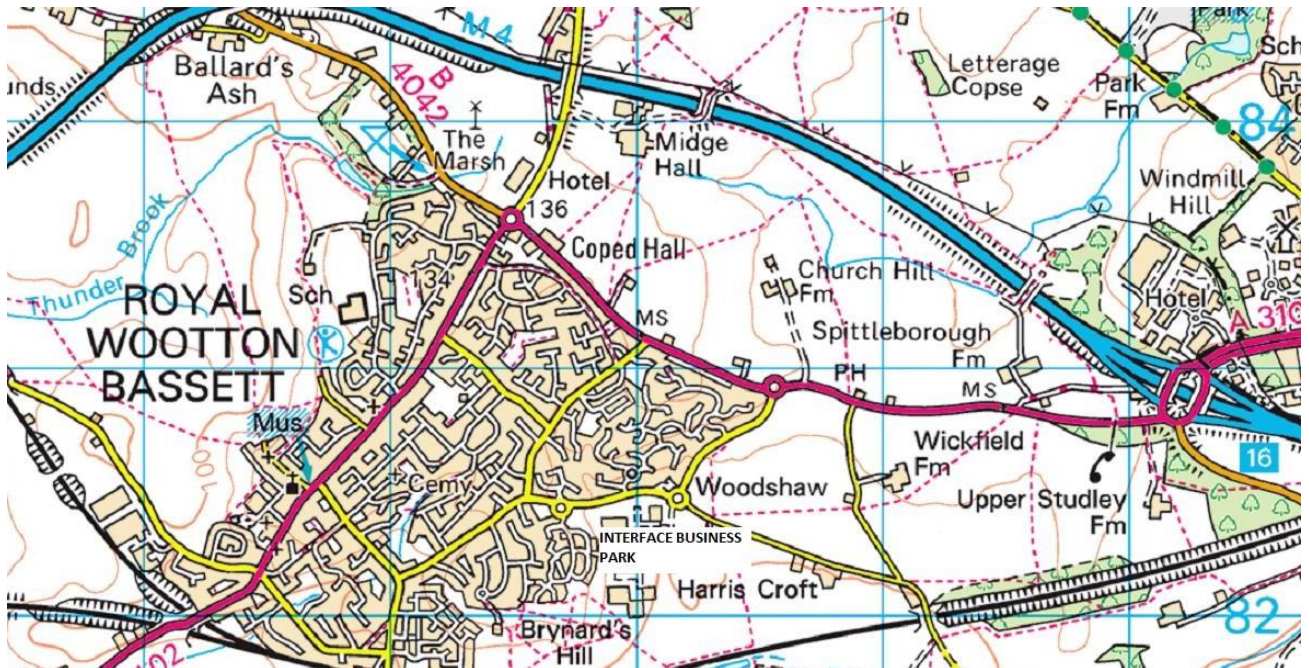 M 4
Park
Sch
Ballard's
Ash
B
4042
Letterage
Copse
Park
Fm
84
unds
The
Marsh
Midge
Hall
Windmill
Hill
Hotel
136
Coped Hall
Thunder Brook
134
Sch
Church Hill
Fm
Hotel
ROYAL
WOOTTON
BASSETT
MS
Spittleborough
Fm
A 310
PH
MS
Mus
Wickfield
Fm
16
100
Cemy
Woodshaw
Upper Studley
Fm
INTERFACE BUSINESS
PARK
Harris Croft
82
Brynard's
Hill